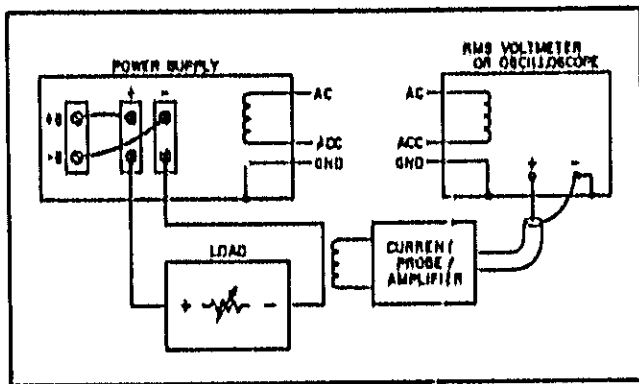 RMS VOLTMETER
OR OSCILLOSCOPE
POWER SUPPLY
+ -
AC
ACC
GND
+S
-S
AC
ACC
GND
+ -
LOAD
+ -
CURRENT
PROBE/
AMPLIFIER